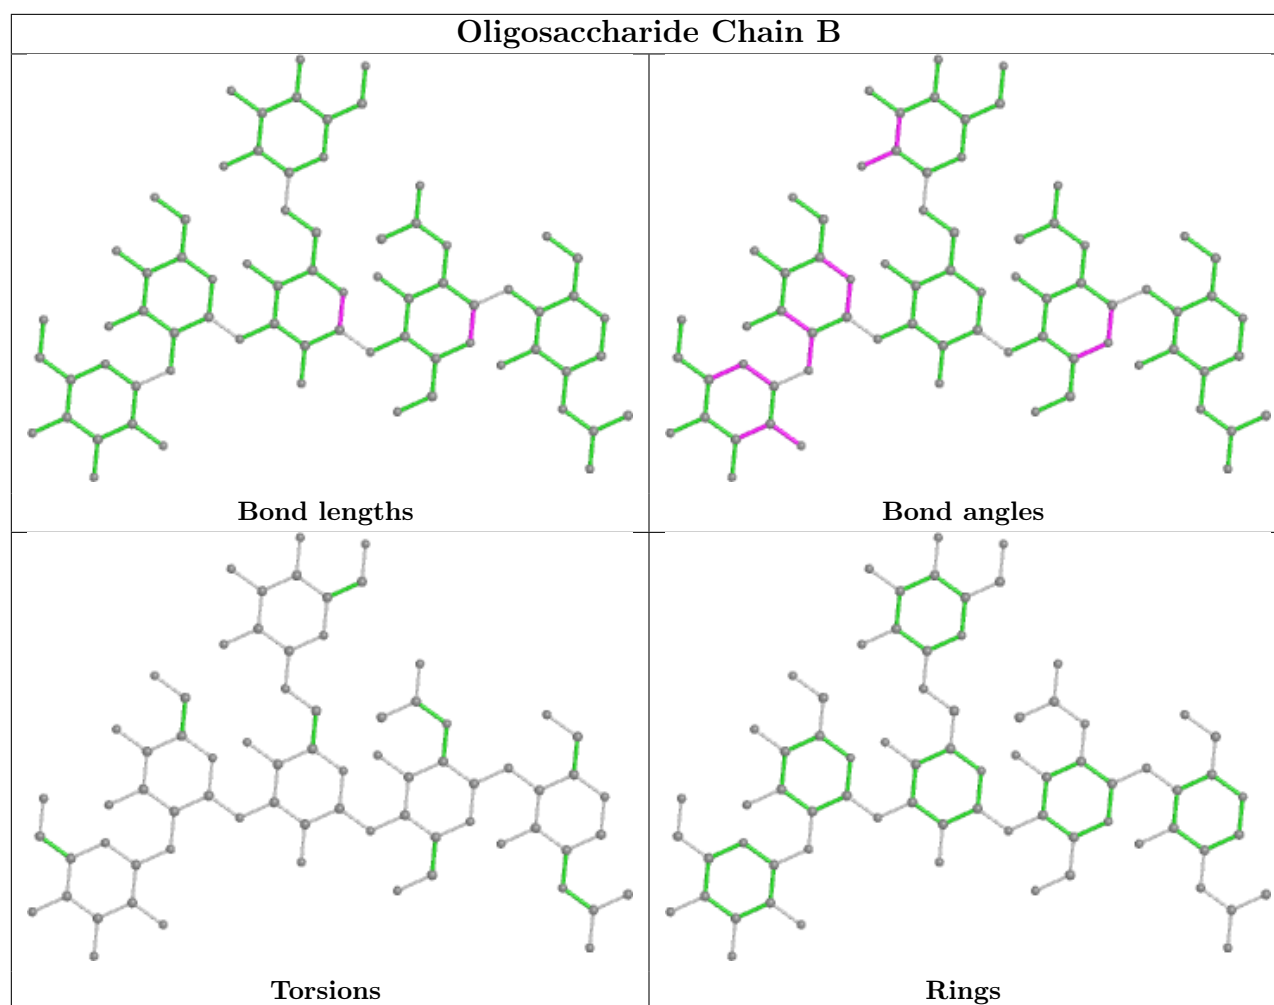 Oligosaccharide Chain B
Bond lengths
Bond angles
Torsions
Rings